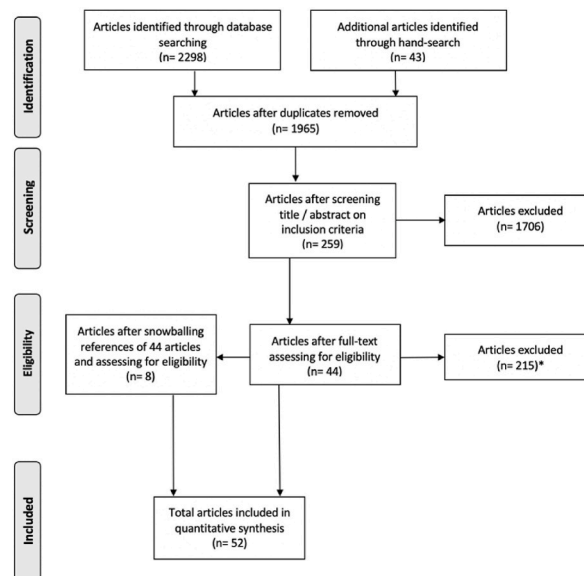 Identification
Articles identified through database
searching
(n= 2298)
Additional articles identified
through hand-search
(n= 43)
Articles after duplicates removed
(n= 1965)
Screening
Articles after screening
title / abstract on
inclusion criteria
(n= 259)
Articles excluded
(n= 1706)
Eligibility
Articles after snowballing
references of 44 articles
and assessing for eligibility
(n= 8)
Articles after full-text
assessing for eligibility
(n= 44)
Articles excluded
(n= 215)*
Included
Total articles included in
quantitative synthesis
(n= 52)